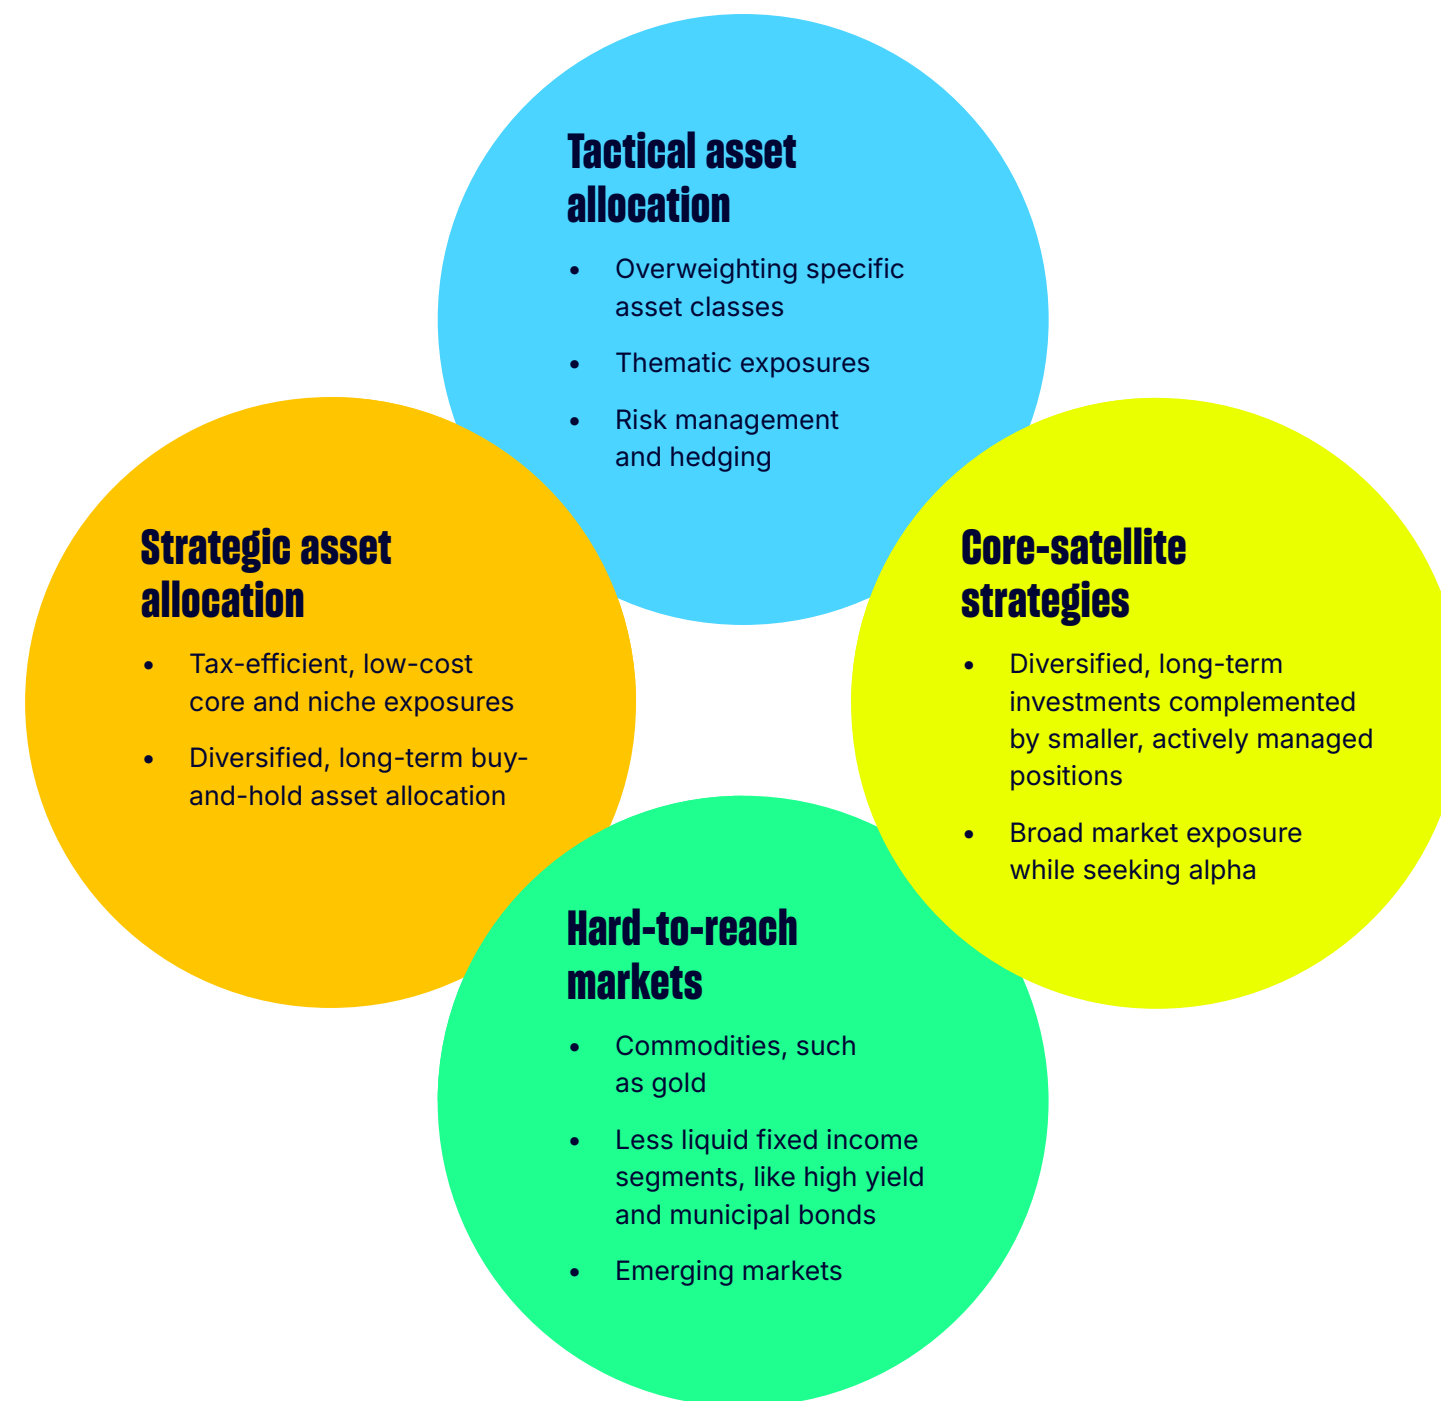 Tactical asset
allocation
• Overweighting specific
asset classes
• Thematic exposures
• Risk management
and hedging
Strategic asset
allocation
• Tax-efficient, low-cost
core and niche exposures
• Diversified, long-term buy-
and-hold asset allocation
Core-satellite
strategies
• Diversified, long-term
investments complemented
by smaller, actively managed
positions
• Broad market exposure
while seeking alpha
Hard-to-reach
markets
• Commodities, such
as gold
• Less liquid fixed income
segments, like high yield
and municipal bonds
• Emerging markets